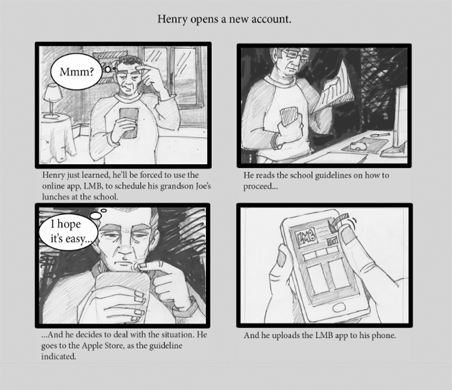 Henry opens a new account.
Mmm?
Henry just learned, he'll be forced to use the
online app, LMB, to schedule his grandson Joe's
lunches at the school.
He reads the school guidelines on how to
proceed...
I hope
it's easy...
...And he decides to deal with the situation. He
goes to the Apple Store, as the guideline
indicated.
And he uploads the LMB app to his phone.